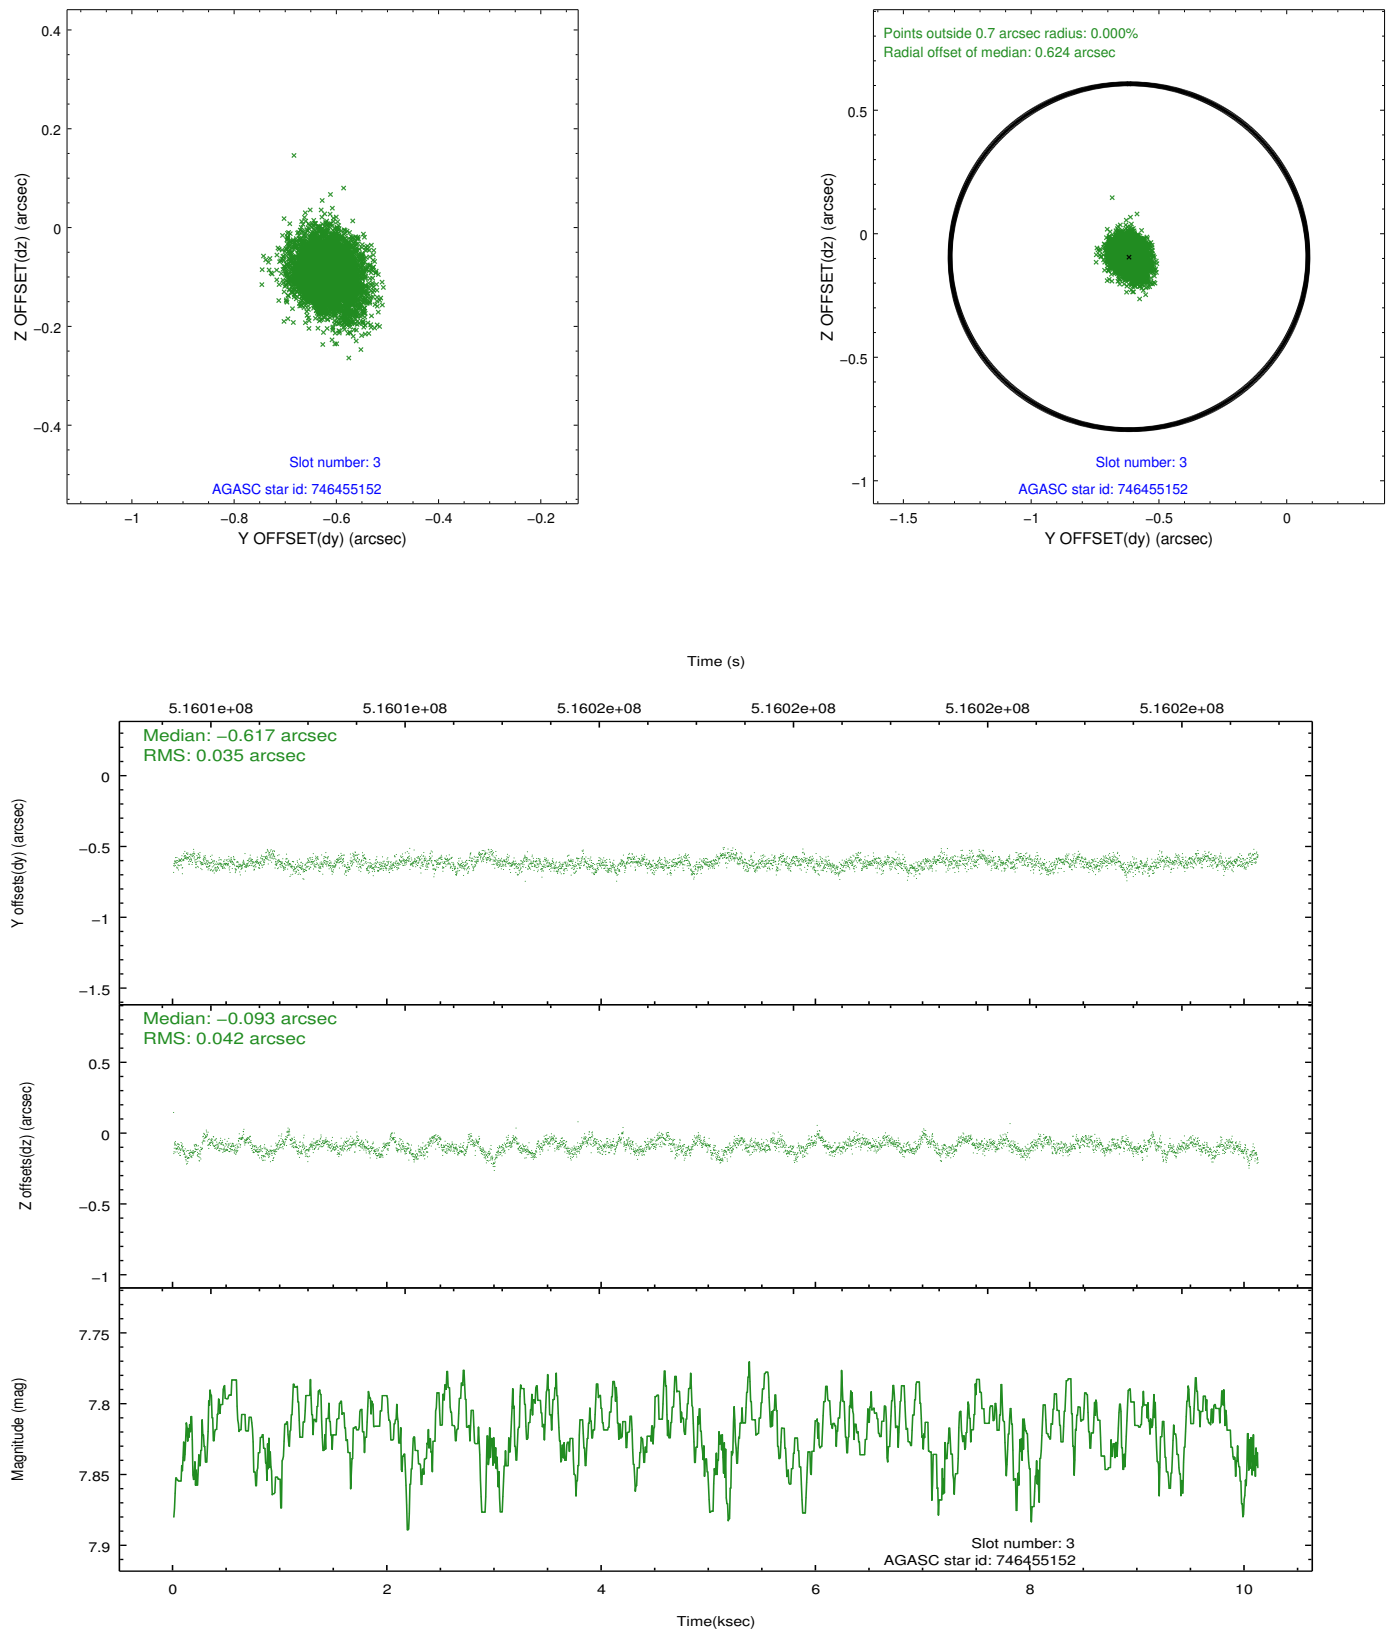 0.4
0.2
0
−0.2
−0.4
Z OFFSET(dz) (arcsec)
Slot number: 3
AGASC star id: 746455152
−1
−0.8
−0.6
−0.4
−0.2
Y OFFSET(dy) (arcsec)
Points outside 0.7 arcsec radius: 0.000%
Radial offset of median: 0.624 arcsec
0.5
0
−0.5
−1
Z OFFSET(dz) (arcsec)
Slot number: 3
AGASC star id: 746455152
−1.5
−1
−0.5
0
Y OFFSET(dy) (arcsec)
Time (s)
5.1601e+08
5.1601e+08
5.1602e+08
5.1602e+08
5.1602e+08
5.1602e+08
Median: −0.617 arcsec
RMS: 0.035 arcsec
0
−0.5
−1
−1.5
Y offsets(dy) (arcsec)
Median: −0.093 arcsec
RMS: 0.042 arcsec
0.5
0
−0.5
−1
Z offsets(dz) (arcsec)
7.75
7.8
7.85
7.9
Magnitude (mag)
Slot number: 3
AGASC star id: 746455152
0
2
4
6
8
10
Time(ksec)